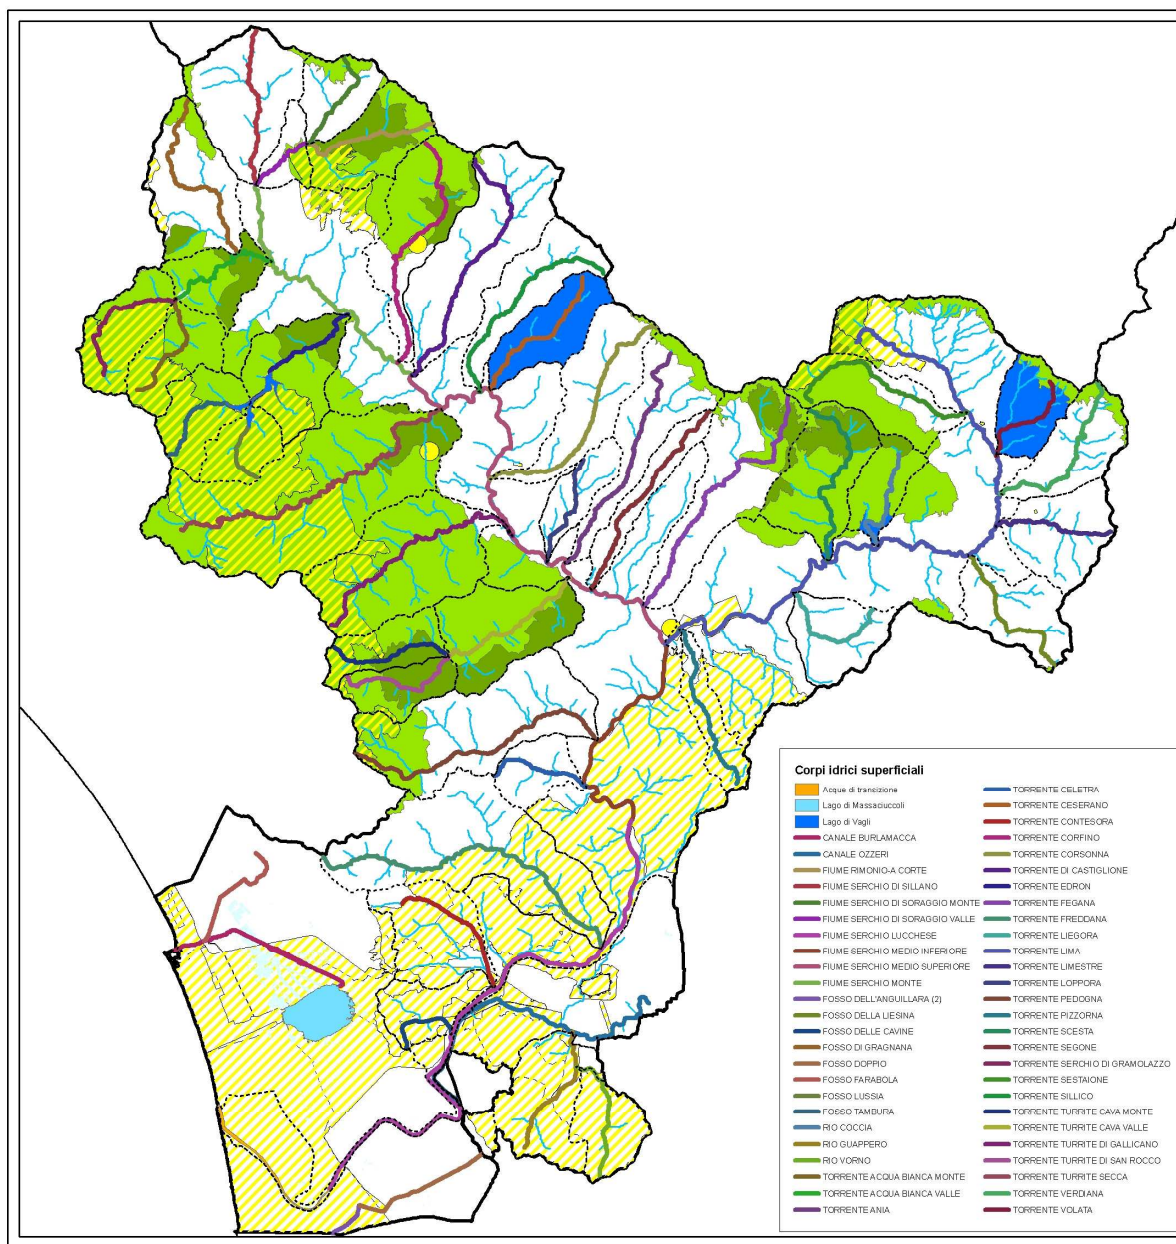 Corpi idrici superficiali
Acque di transizione
Lago di Massaciuccoli
Lago di Vagli
CANALE BURLAMACCA
CANALE OZZERI
FIUME RIMONIO-A CORTE
FIUME SERCHIO DI SILLANO
FIUME SERCHIO DI SORAGGIO MONTE
FIUME SERCHIO DI SORAGGIO VALLE
FIUME SERCHIO LUCCHESE
FIUME SERCHIO MEDIO INFERIORE
FIUME SERCHIO MEDIO SUPERIORE
FIUME SERCHIO MONTE
FOSSO DELL'ANGUILLARA (2)
FOSSO DELLA LIESINA
FOSSO DELLE CAVINE
FOSSO DI GRAGNANA
FOSSO DOPPIO
FOSSO FARABOLA
FOSSO LUSSIA
FOSSO TAMBURA
RIO COCCIA
RIO GUAPPERO
RIO VORNO
TORRENTE ACQUA BIANCA MONTE
TORRENTE ACQUA BIANCA VALLE
TORRENTE ANIA
TORRENTE CELETRA
TORRENTE CESERANO
TORRENTE CONTESORA
TORRENTE CORFINO
TORRENTE CORSONNA
TORRENTE DI CASTIGLIONE
TORRENTE EDRON
TORRENTE FEGANA
TORRENTE FREDDANA
TORRENTE LIEGORA
TORRENTE LIMA
TORRENTE LIMESTRE
TORRENTE LOPPORA
TORRENTE PEDOGNA
TORRENTE PIZZORNA
TORRENTE SCESTA
TORRENTE SEGONE
TORRENTE SERCHIO DI GRAMOLAZZO
TORRENTE SESTAIONE
TORRENTE SILLICO
TORRENTE TURRITE CAVA MONTE
TORRENTE TURRITE CAVA VALLE
TORRENTE TURRITE DI GALLICANO
TORRENTE TURRITE DI SAN ROCCO
TORRENTE TURRITE SECCA
TORRENTE VERDIANA
TORRENTE VOLATA